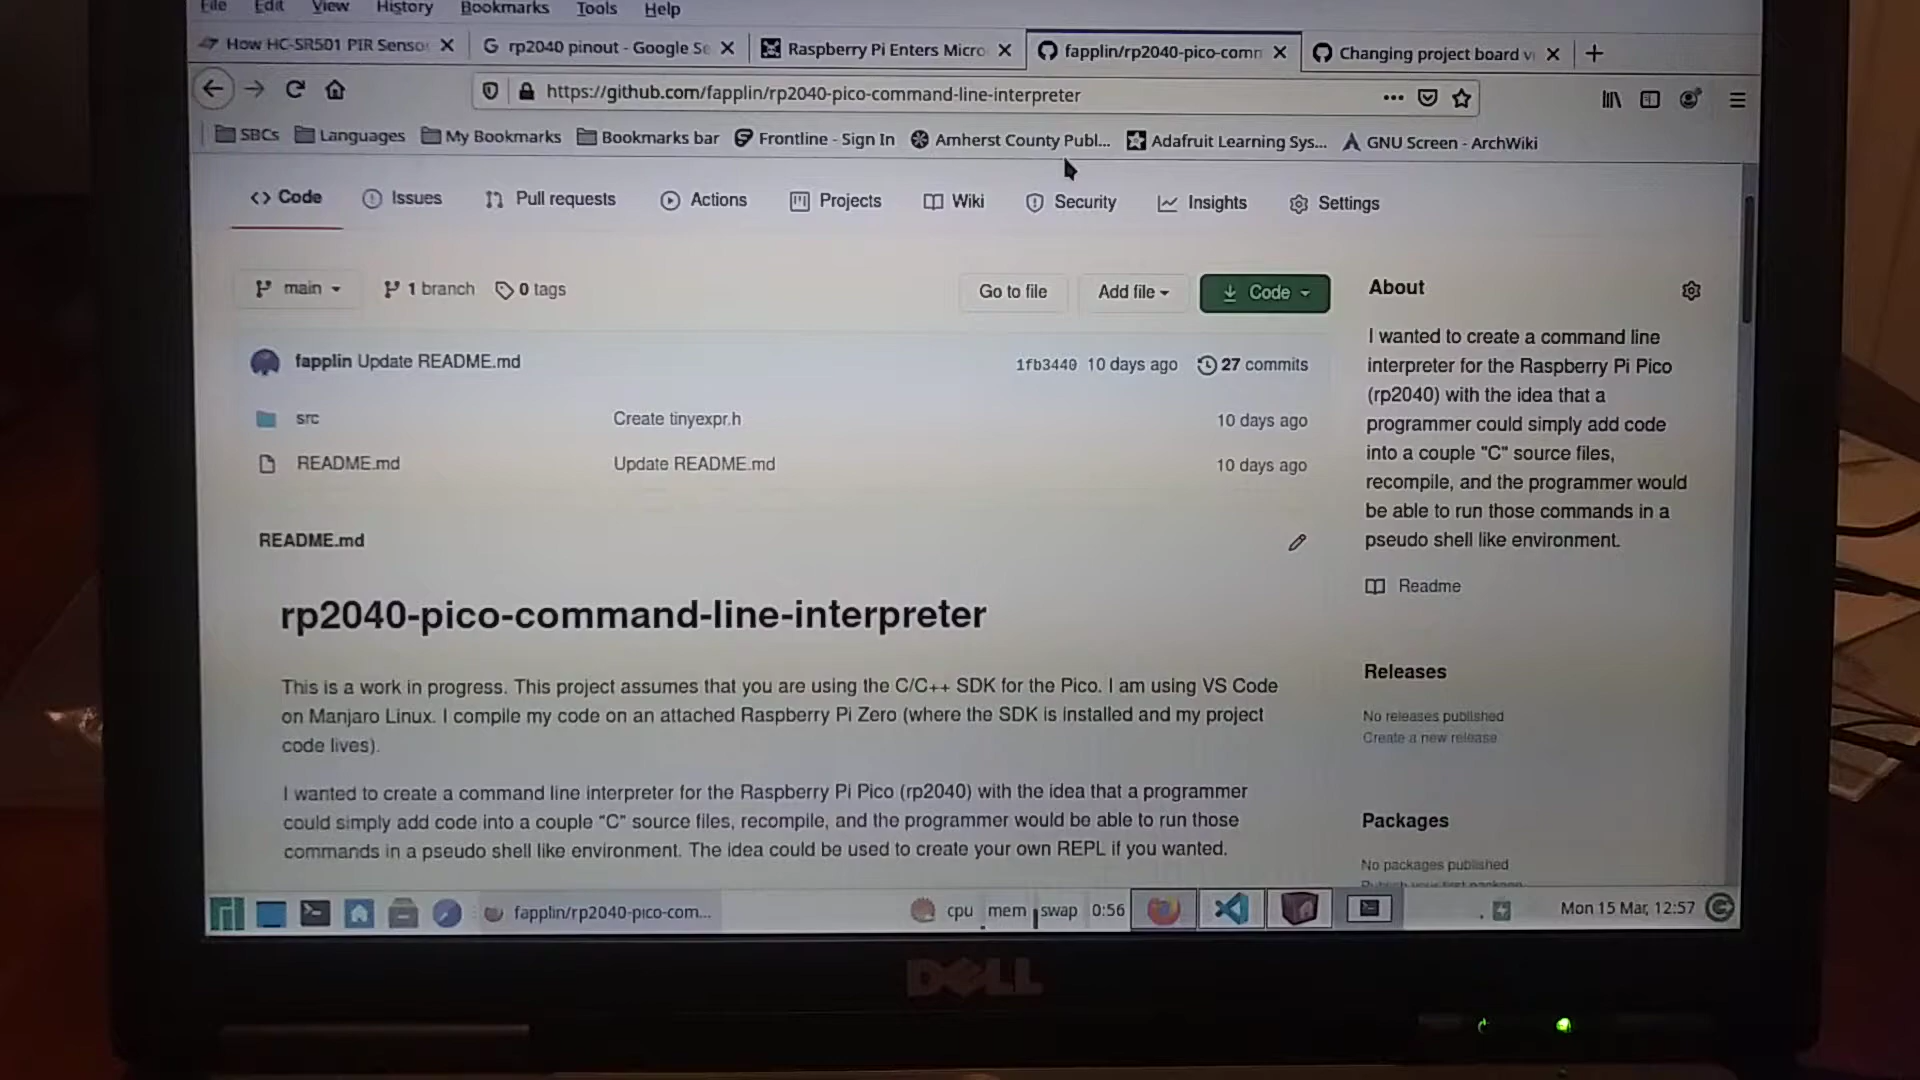 File Edit View History Bookmarks Tools Help
How HC-SR501 PIR Senso
rp2040 pinout - Google Se
Raspberry Pi Enters Micro
fapplin/rp2040-pico-comm
Changing project board vi
https://github.com/fapplin/rp2040-pico-command-line-interpreter
SBCs Languages My Bookmarks Bookmarks bar Frontline - Sign In Amherst County Publ... Adafruit Learning Sys... GNU Screen - ArchWiki
Code Issues Pull requests Actions Projects Wiki Security Insights Settings
main 1 branch 0 tags Go to file Add file Code
fapplin Update README.md 1fb3440 10 days ago 27 commits
src Create tinyexpr.h 10 days ago
README.md Update README.md 10 days ago
README.md
rp2040-pico-command-line-interpreter
This is a work in progress. This project assumes that you are using the C/C++ SDK for the Pico. I am using VS Code
on Manjaro Linux. I compile my code on an attached Raspberry Pi Zero (where the SDK is installed and my project
code lives).
I wanted to create a command line interpreter for the Raspberry Pi Pico (rp2040) with the idea that a programmer
could simply add code into a couple "C" source files, recompile, and the programmer would be able to run those
commands in a pseudo shell like environment. The idea could be used to create your own REPL if you wanted.
About
I wanted to create a command line
interpreter for the Raspberry Pi Pico
(rp2040) with the idea that a
programmer could simply add code
into a couple "C" source files,
recompile, and the programmer would
be able to run those commands in a
pseudo shell like environment.
Readme
Releases
No releases published
Create a new release
Packages
No packages published
Publish your first package
fapplin/rp2040-pico-com... cpu mem swap 0:56 Mon 15 Mar, 12:57
DELL